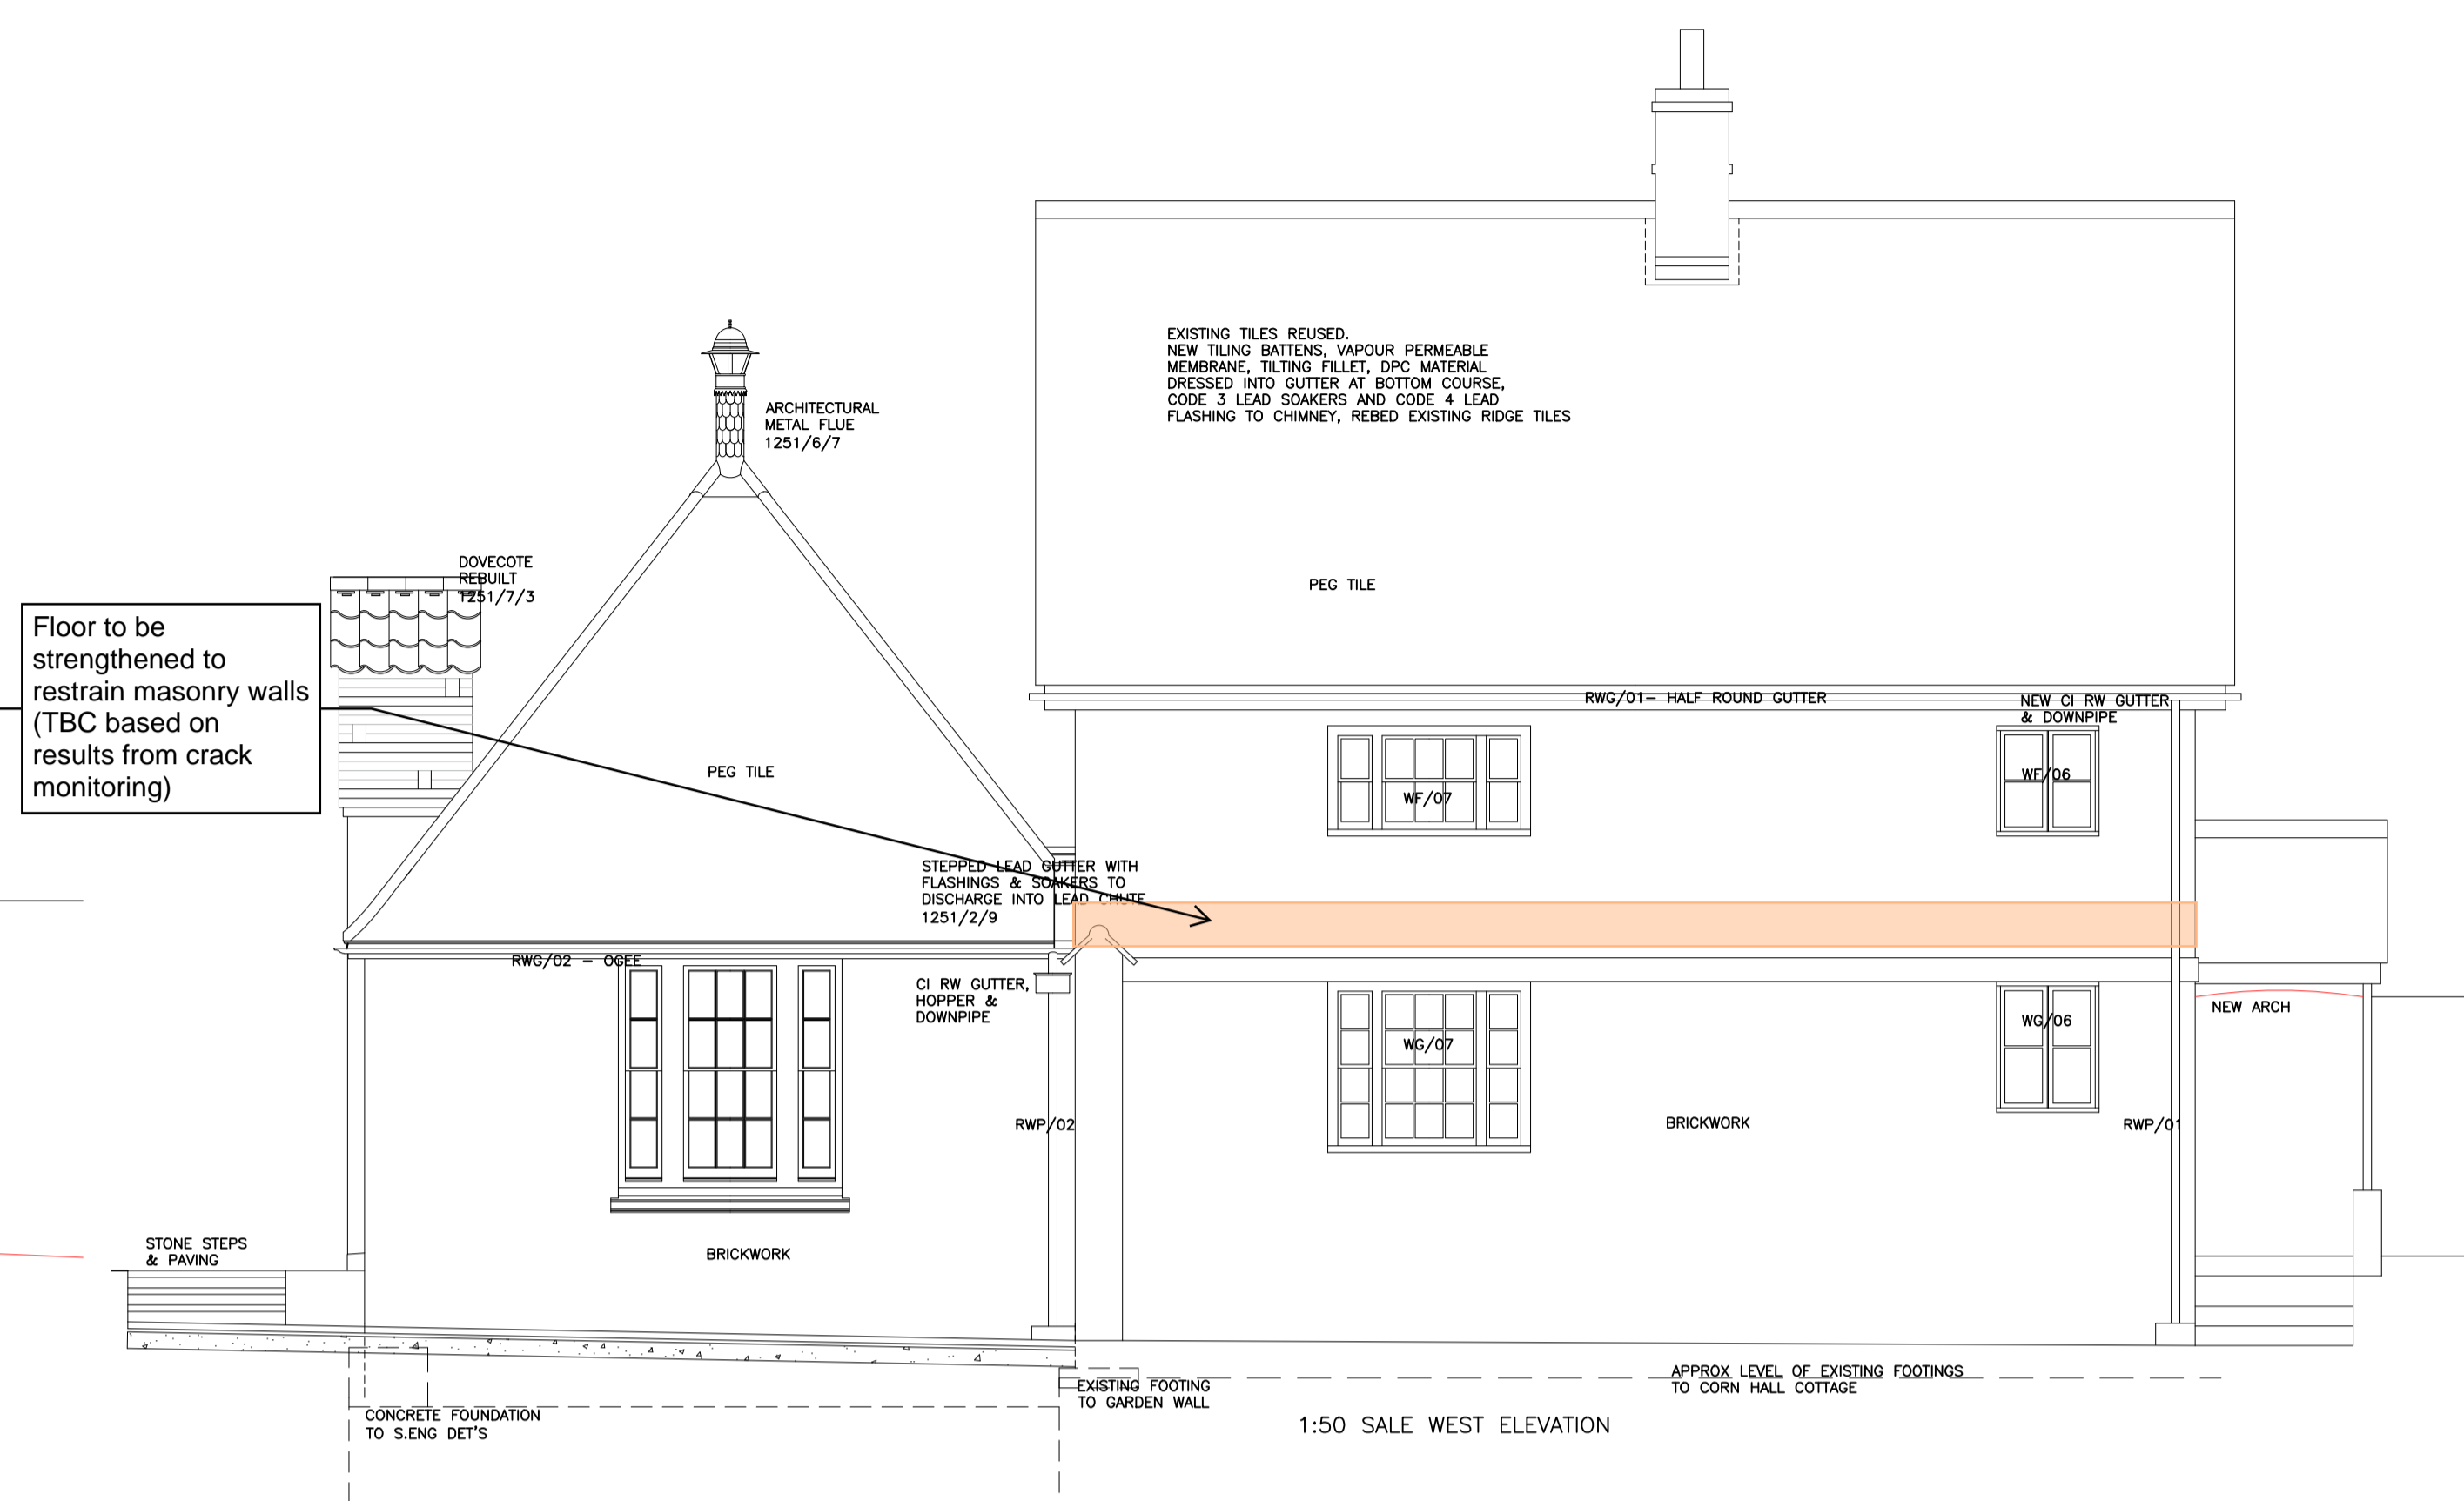 EXISTING TILES REUSED.
NEW TILING BATTENS, VAPOUR PERMEABLE
MEMBRANE, TILTING FILLET, DPC MATERIAL
DRESSED INTO GUTTER AT BOTTOM COURSE,
CODE 3 LEAD SOAKERS AND CODE 4 LEAD
FLASHING TO CHIMNEY, REBED EXISTING RIDGE TILES
ARCHITECTURAL
METAL FLUE
1251/6/7
DOVECOTE
REBUILT
1251/7/3
PEG TILE
Floor to be
strengthened to
restrain masonry walls
(TBC based on
results from crack
monitoring)
RWG/01- HALF ROUND GUTTER
NEW CI RW GUTTER
& DOWNPIPE
PEG TILE
WF/07
WF/06
STEPPED LEAD GUTTER WITH
FLASHINGS & SOAKERS TO
DISCHARGE INTO LEAD CHUTE
1251/2/9
RWG/02 - OGEE
CI RW GUTTER,
HOPPER &
DOWNPIPE
NEW ARCH
WG/07
WG/06
RWP/02
BRICKWORK
RWP/01
STONE STEPS
& PAVING
BRICKWORK
EXISTING FOOTING
TO GARDEN WALL
APPROX LEVEL OF EXISTING FOOTINGS
TO CORN HALL COTTAGE
CONCRETE FOUNDATION
TO S.ENG DET'S
1:50 SALE WEST ELEVATION